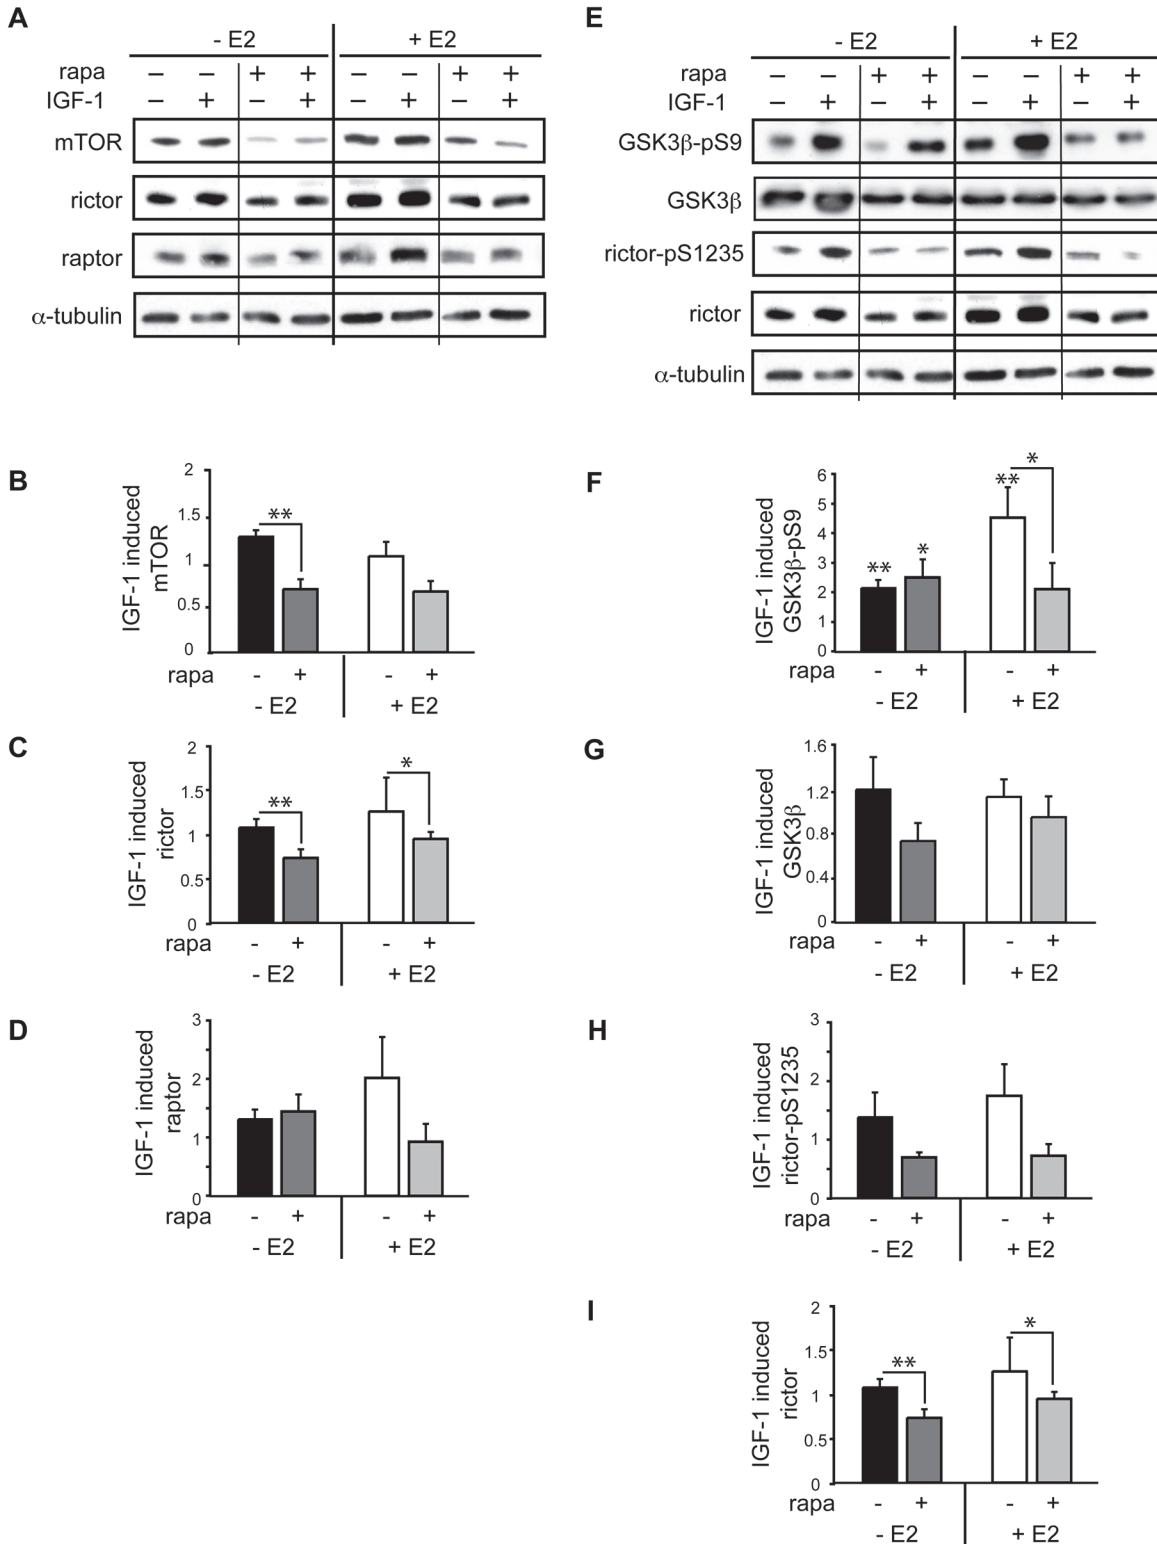 A
- E2 + E2
rapa − − + + − − + +
IGF-1 − + − + − + − +
mTOR
rictor
raptor
α-tubulin
E
- E2 + E2
rapa − − + + − − + +
IGF-1 − + − + − + − +
GSK3β-pS9
GSK3β
rictor-pS1235
rictor
α-tubulin
B
IGF-1 induced
mTOR
2
1.5
1
0.5
0
**
rapa - + - +
- E2 + E2
F
IGF-1 induced
GSK3β-pS9
6
5
4
3
2
1
0
** * ** *
rapa - + - +
- E2 + E2
C
IGF-1 induced
rictor
2
1.5
1
0.5
0
** *
rapa - + - +
- E2 + E2
G
IGF-1 induced
GSK3β
1.6
1.2
0.8
0.4
0
rapa - + - +
- E2 + E2
D
IGF-1 induced
raptor
3
2
1
0
rapa - + - +
- E2 + E2
H
IGF-1 induced
rictor-pS1235
3
2
1
0
rapa - + - +
- E2 + E2
I
IGF-1 induced
rictor
2
1.5
1
0.5
0
** *
rapa - + - +
- E2 + E2